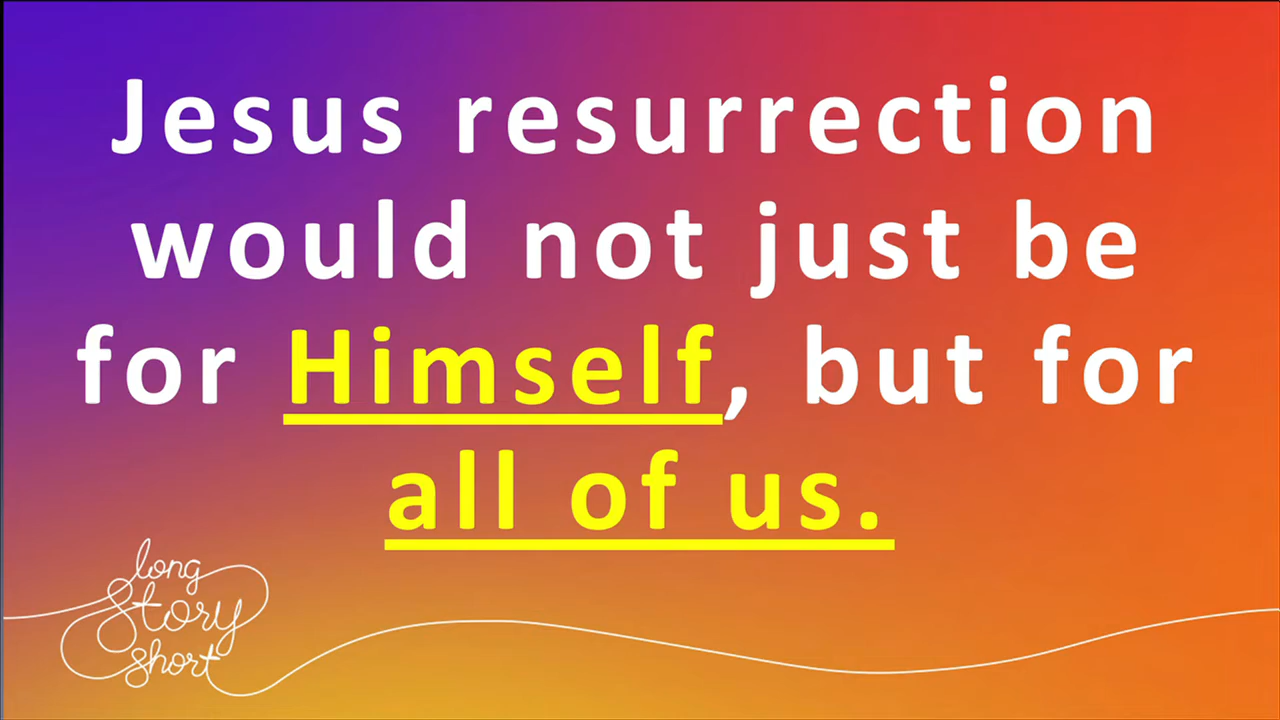 Jesus resurrection
would not just be
for Himself, but for
all of us.
long
Story
short